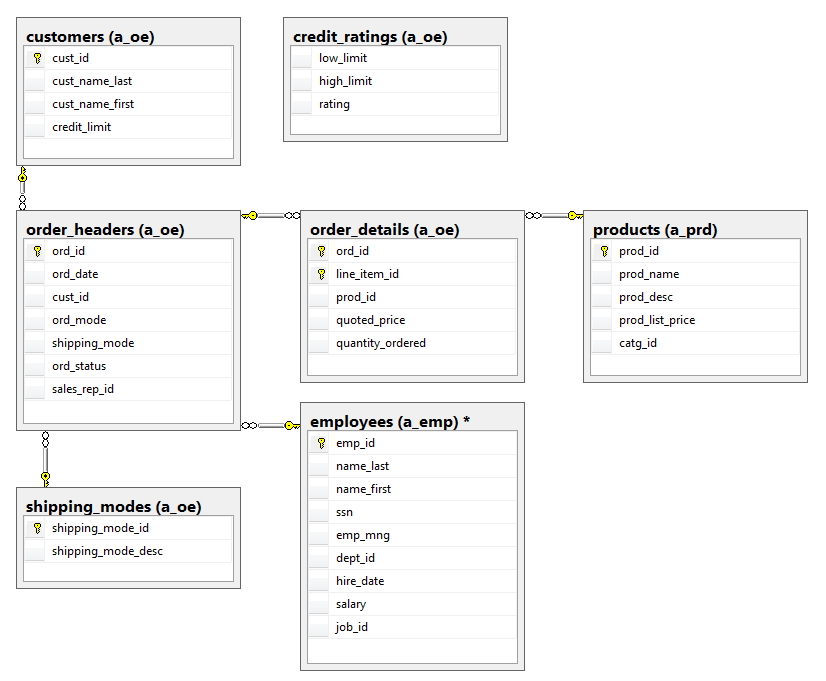 customers (a_oe)
cust_id
cust_name_last
cust_name_first
credit_limit
credit_ratings (a_oe)
low_limit
high_limit
rating
order_headers (a_oe)
ord_id
ord_date
cust_id
ord_mode
shipping_mode
ord_status
sales_rep_id
order_details (a_oe)
ord_id
line_item_id
prod_id
quoted_price
quantity_ordered
products (a_prd)
prod_id
prod_name
prod_desc
prod_list_price
catg_id
employees (a_emp) *
emp_id
name_last
name_first
ssn
emp_mng
dept_id
hire_date
salary
job_id
shipping_modes (a_oe)
shipping_mode_id
shipping_mode_desc